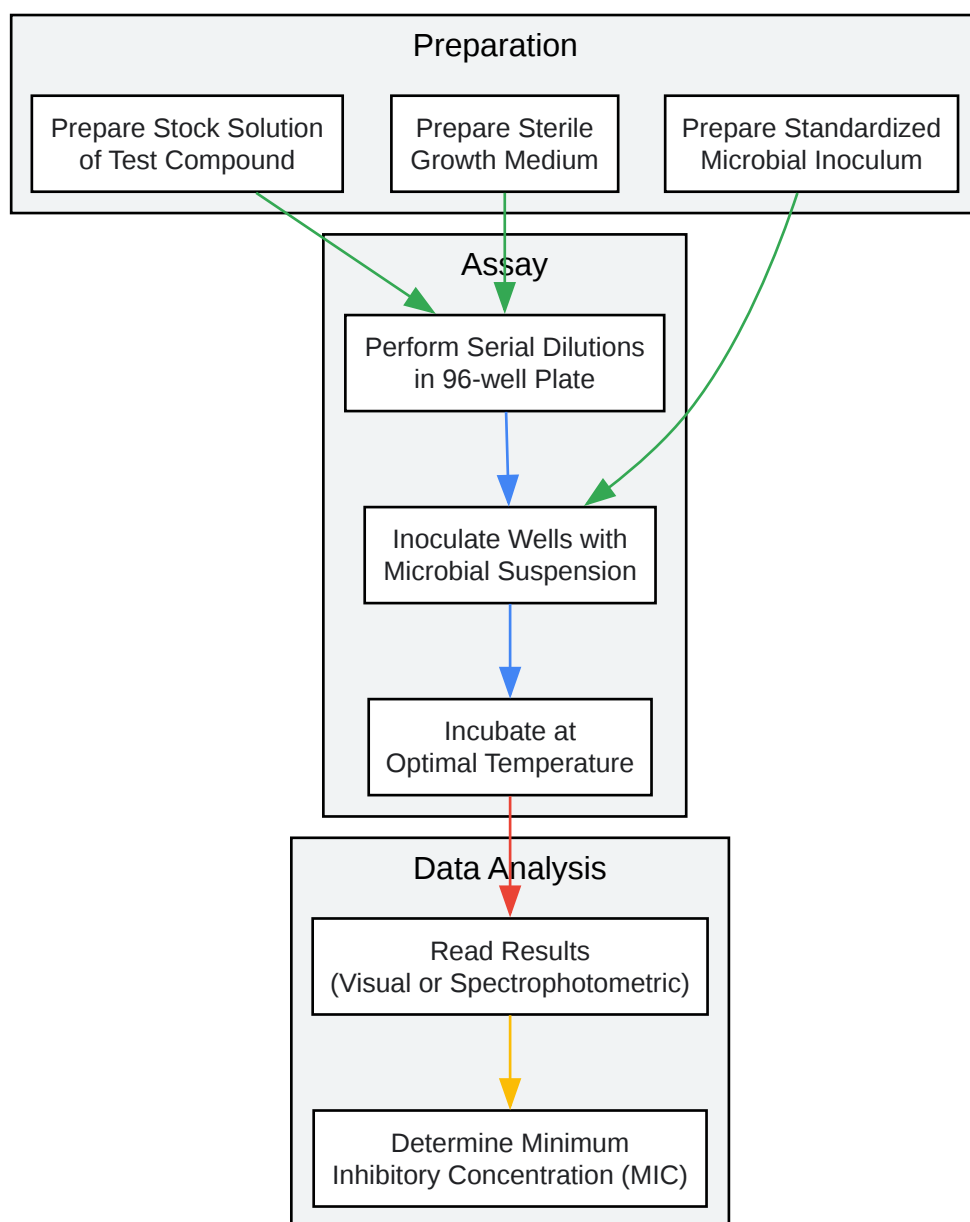 Preparation
Prepare Stock Solution
of Test Compound
Prepare Sterile
Growth Medium
Prepare Standardized
Microbial Inoculum
Assay
Perform Serial Dilutions
in 96-well Plate
Inoculate Wells with
Microbial Suspension
Incubate at
Optimal Temperature
Data Analysis
Read Results
(Visual or Spectrophotometric)
Determine Minimum
Inhibitory Concentration (MIC)